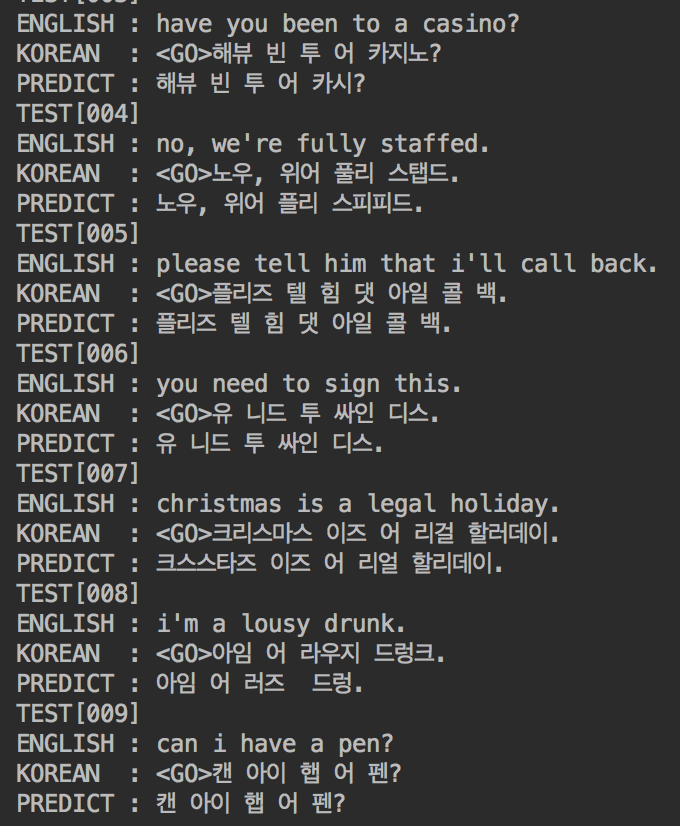 ENGLISH : have you been to a casino?
KOREAN  : <GO>해뷰 빈 투 어 카지노?
PREDICT : 해뷰 빈 투 어 카시?
TEST[004]
ENGLISH : no, we're fully staffed.
KOREAN  : <GO>노우, 위어 풀리 스탭드.
PREDICT : 노우, 위어 플리 스피피드.
TEST[005]
ENGLISH : please tell him that i'll call back.
KOREAN  : <GO>플리즈 텔 힘 댓 아일 콜 백.
PREDICT : 플리즈 텔 힘 댓 아일 콜 백.
TEST[006]
ENGLISH : you need to sign this.
KOREAN  : <GO>유 니드 투 싸인 디스.
PREDICT : 유 니드 투 싸인 디스.
TEST[007]
ENGLISH : christmas is a legal holiday.
KOREAN  : <GO>크리스마스 이즈 어 리걸 할러데이.
PREDICT : 크스스타즈 이즈 어 리얼 할리데이.
TEST[008]
ENGLISH : i'm a lousy drunk.
KOREAN  : <GO>아임 어 라우지 드렁크.
PREDICT : 아임 어 러즈  드렁.
TEST[009]
ENGLISH : can i have a pen?
KOREAN  : <GO>캔 아이 햅 어 펜?
PREDICT : 캔 아이 햅 어 펜?